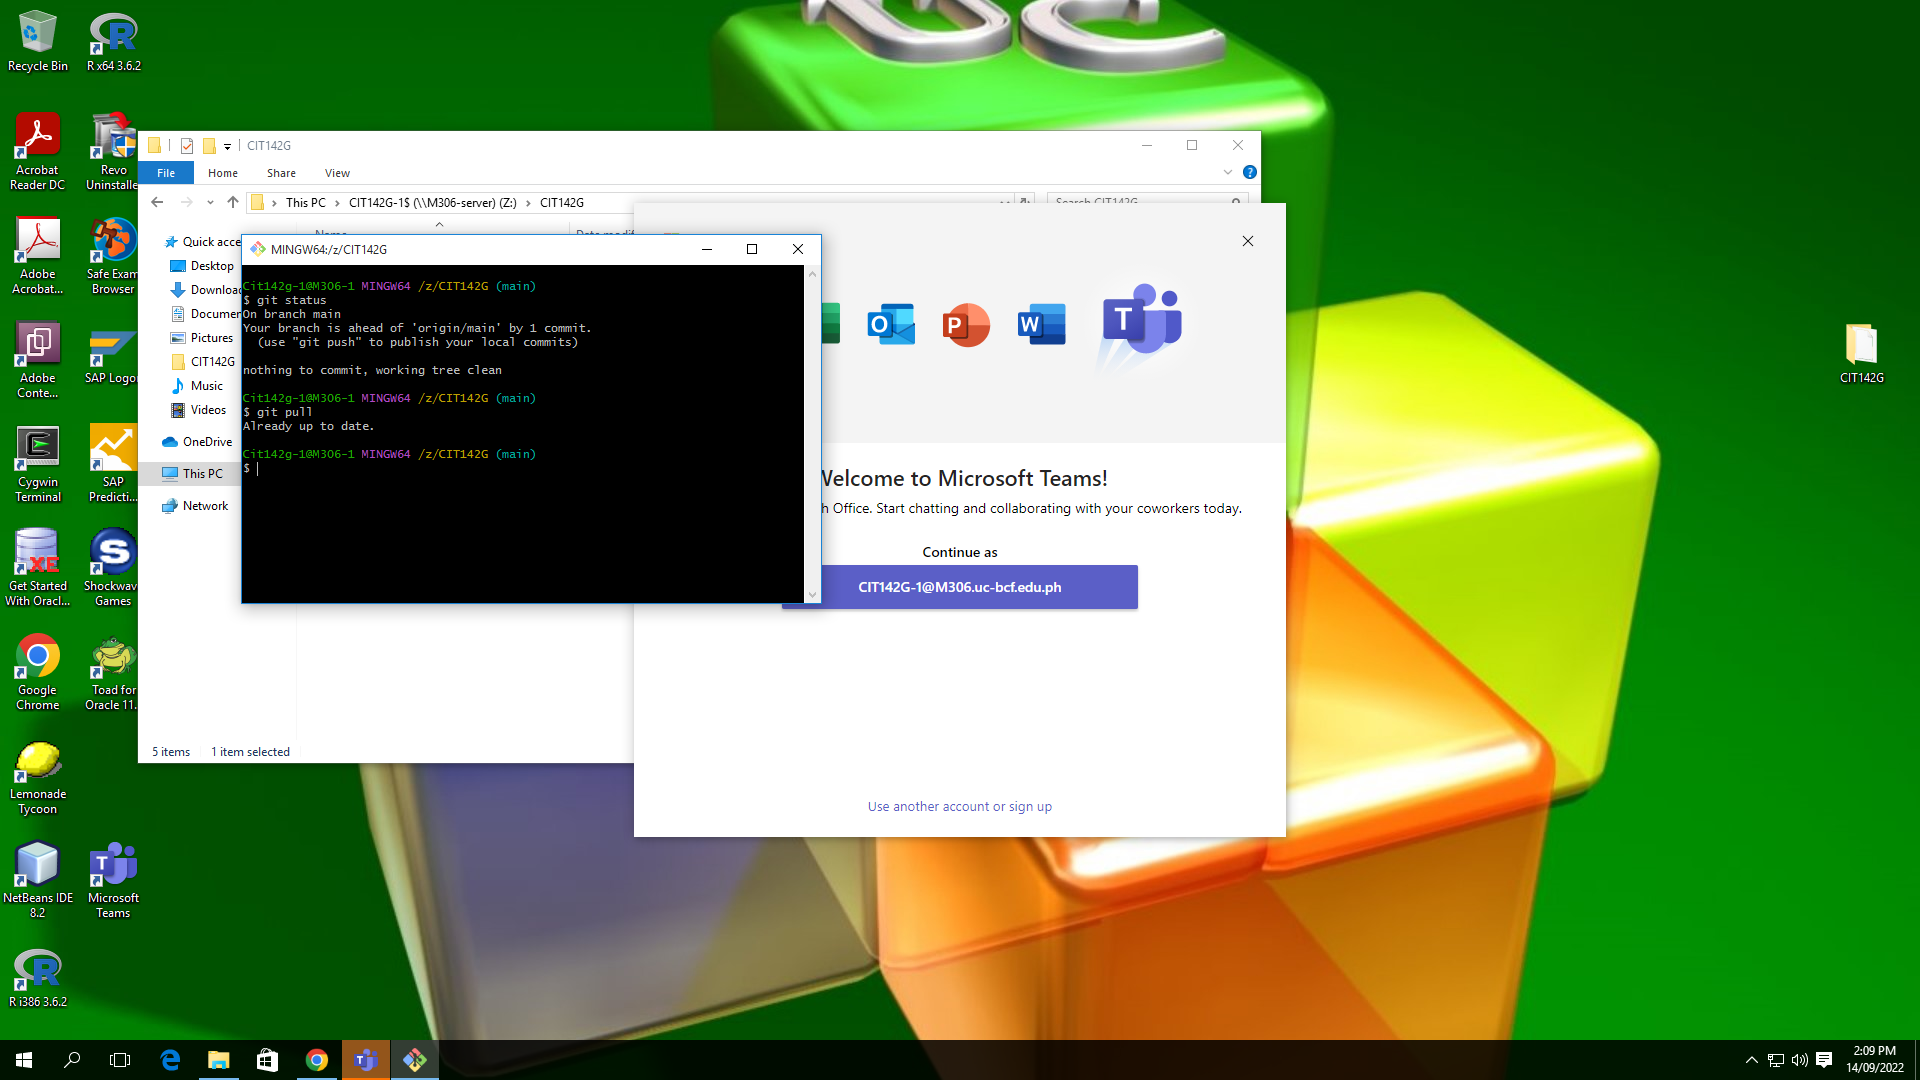 UC
Recycle Bin
R x64 3.6.2
Acrobat
Reader DC
Revo
Uninstalle
Adobe
Acrobat...
Safe Exam
Browser
Adobe
Conte...
SAP Logo
Cygwin
Terminal
SAP
Predicti...
Get Started
With Oracl...
Shockwav
Games
Google
Chrome
Toad for
Oracle 11.
Lemonade
Tycoon
NetBeans IDE
8.2
Microsoft
Teams
R i386 3.6.2
CIT142G
CIT142G
File Home Share View
This PC › CIT142G-1$ (\\M306-server) (Z:) › CIT142G
Search CIT142G
Quick acce
Desktop
Downloa
Documer
Pictures
CIT142G
Music
Videos
OneDrive
This PC
Network
5 items 1 item selected
MINGW64:/z/CIT142G
Cit142g-1@M306-1 MINGW64 /z/CIT142G (main)
$ git status
On branch main
Your branch is ahead of 'origin/main' by 1 commit.
(use "git push" to publish your local commits)
nothing to commit, working tree clean
Cit142g-1@M306-1 MINGW64 /z/CIT142G (main)
$ git pull
Already up to date.
Cit142g-1@M306-1 MINGW64 /z/CIT142G (main)
$
Welcome to Microsoft Teams!
h Office. Start chatting and collaborating with your coworkers today.
Continue as
CIT142G-1@M306.uc-bcf.edu.ph
Use another account or sign up
2:09 PM
14/09/2022